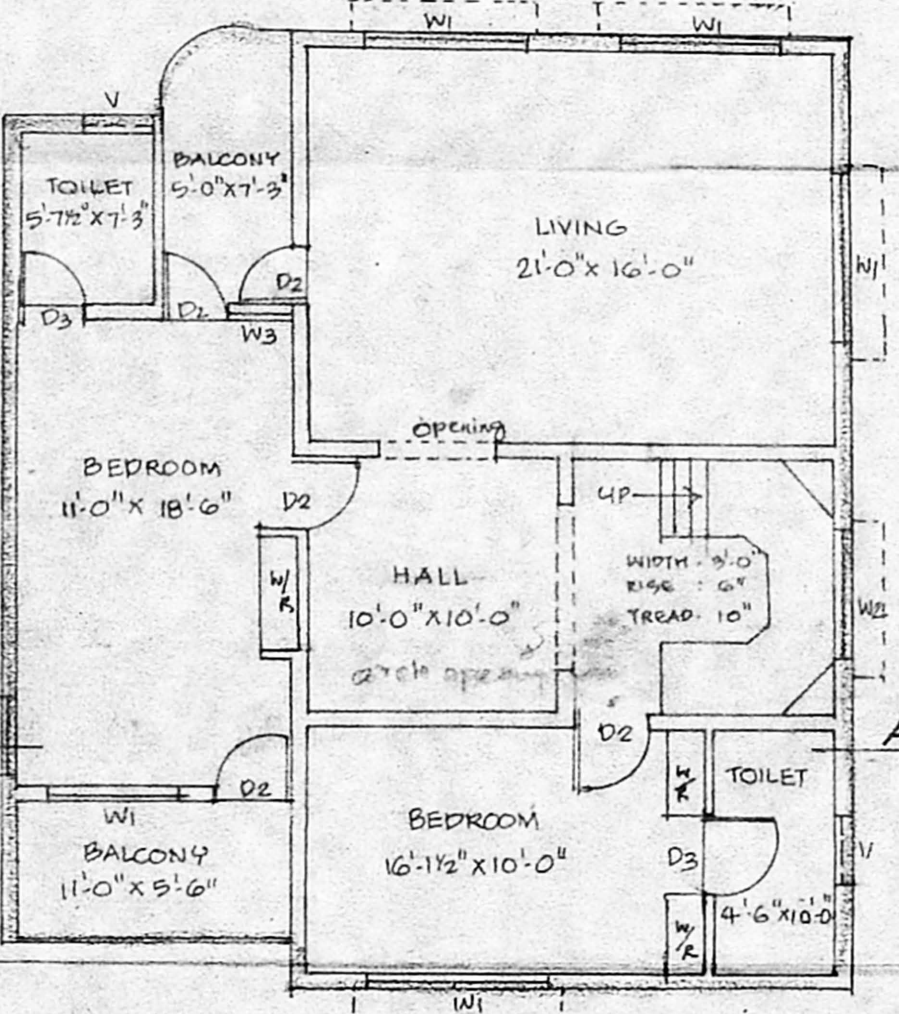 W1
W1
V
BALCONY
5'-0"X7'-3"
TOILET
5'-7½"X7'-3"
LIVING
21'-0"X 16'-0"
W1
D2
D3
D2
W3
opening
BEDROOM
11'-0"X 18'-6"
D2
UP
WIDTH - 3'-0"
RISE : 6"
TREAD- 10"
W/R
HALL
10'-0"X10'-0"
W2
arch opening
D2
D2
W/R
TOILET
W1
BALCONY
11'-0"X 5'-6"
BEDROOM
16'-1½"X10'-0"
D3
V
4'-6"X10'-0
W/R
W1
A